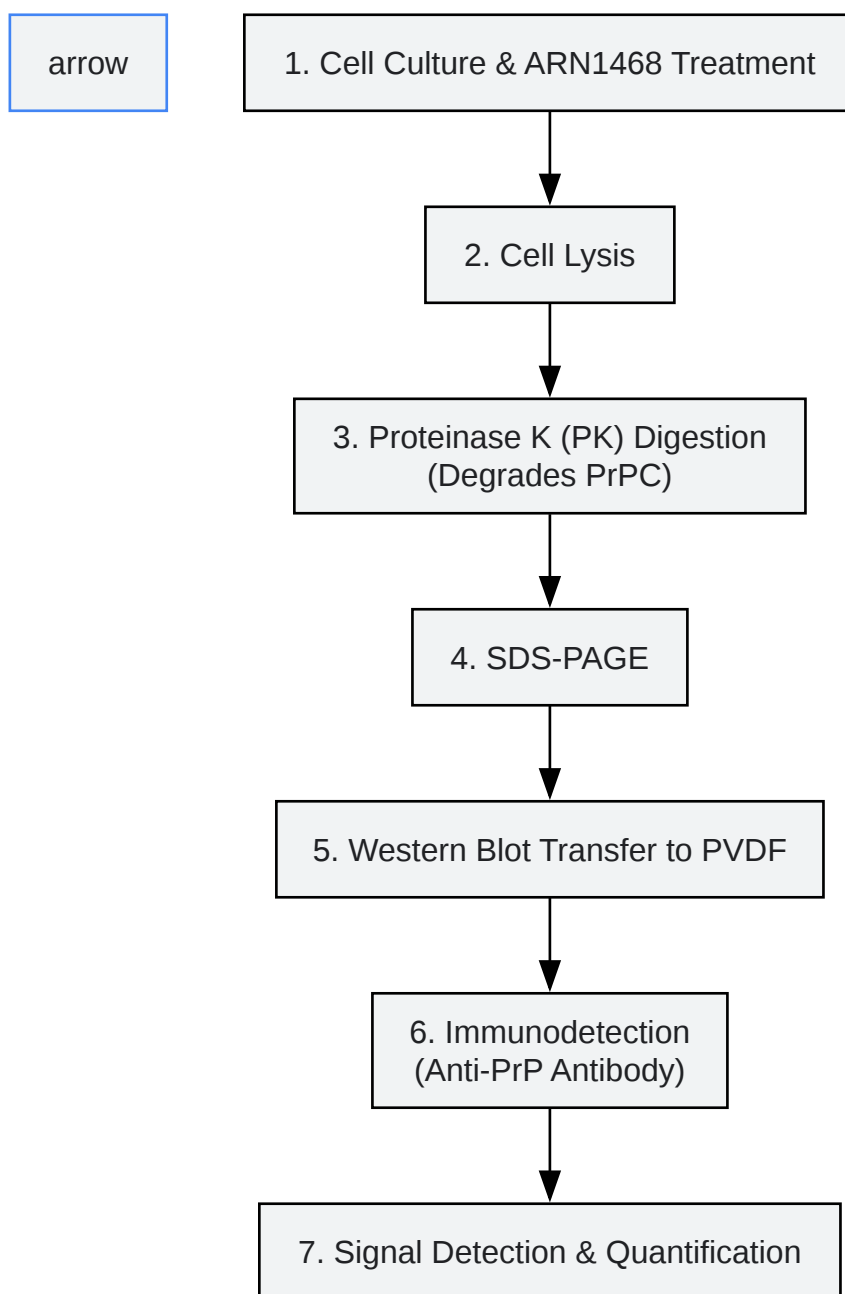 arrow
1. Cell Culture & ARN1468 Treatment
2. Cell Lysis
3. Proteinase K (PK) Digestion
(Degrades PrPC)
4. SDS-PAGE
5. Western Blot Transfer to PVDF
6. Immunodetection
(Anti-PrP Antibody)
7. Signal Detection & Quantification